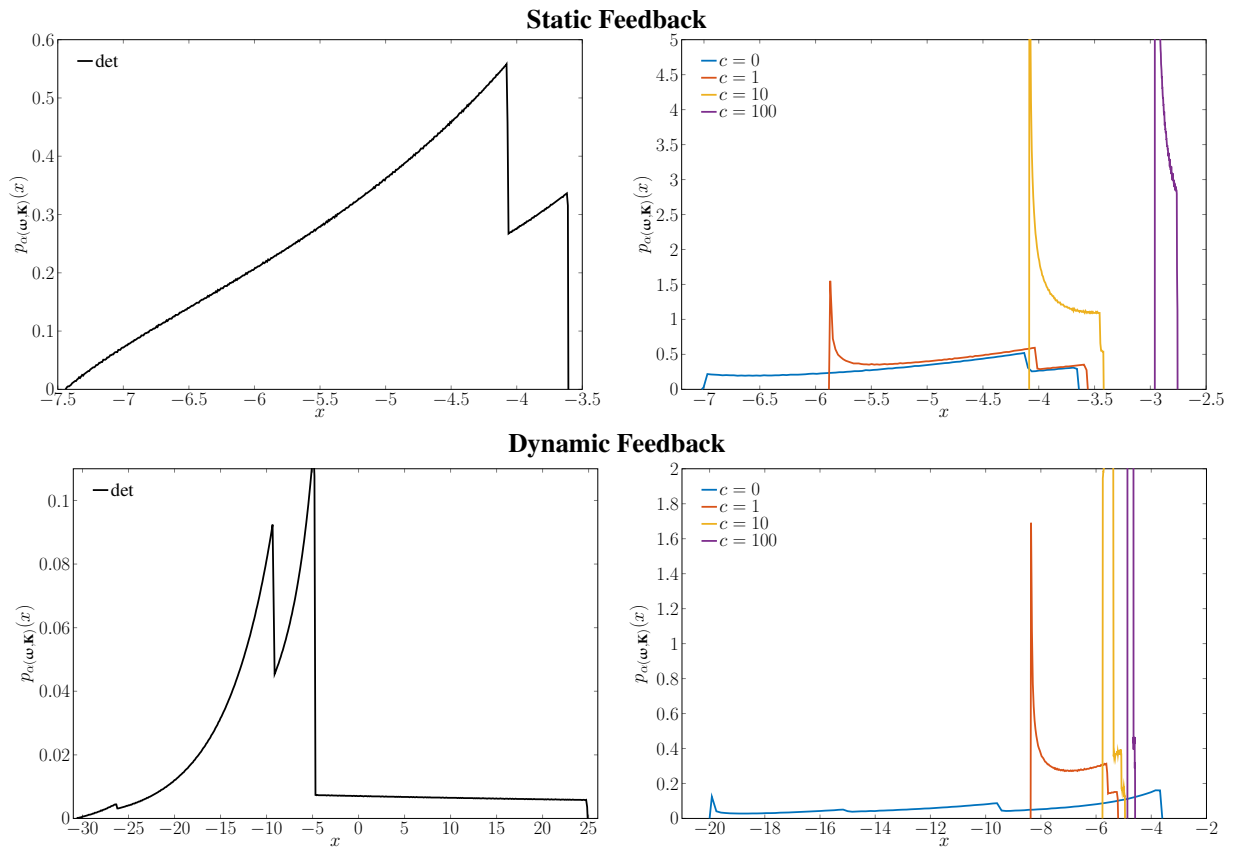 Static Feedback
det
0.6
0.5
0.4
0.3
0.2
0.1
0
p_{α(ω,K)}(x)
−7.5 −7 −6.5 −6 −5.5 −5 −4.5 −4 −3.5
x
c = 0
c = 1
c = 10
c = 100
5
4.5
4
3.5
3
2.5
2
1.5
1
0.5
0
p_{α(ω,K)}(x)
−7 −6.5 −6 −5.5 −5 −4.5 −4 −3.5 −3 −2.5
x
Dynamic Feedback
det
0.1
0.08
0.06
0.04
0.02
0
p_{α(ω,K)}(x)
−30 −25 −20 −15 −10 −5 0 5 10 15 20 25
x
c = 0
c = 1
c = 10
c = 100
2
1.8
1.6
1.4
1.2
1
0.8
0.6
0.4
0.2
0
p_{α(ω,K)}(x)
−20 −18 −16 −14 −12 −10 −8 −6 −4 −2
x